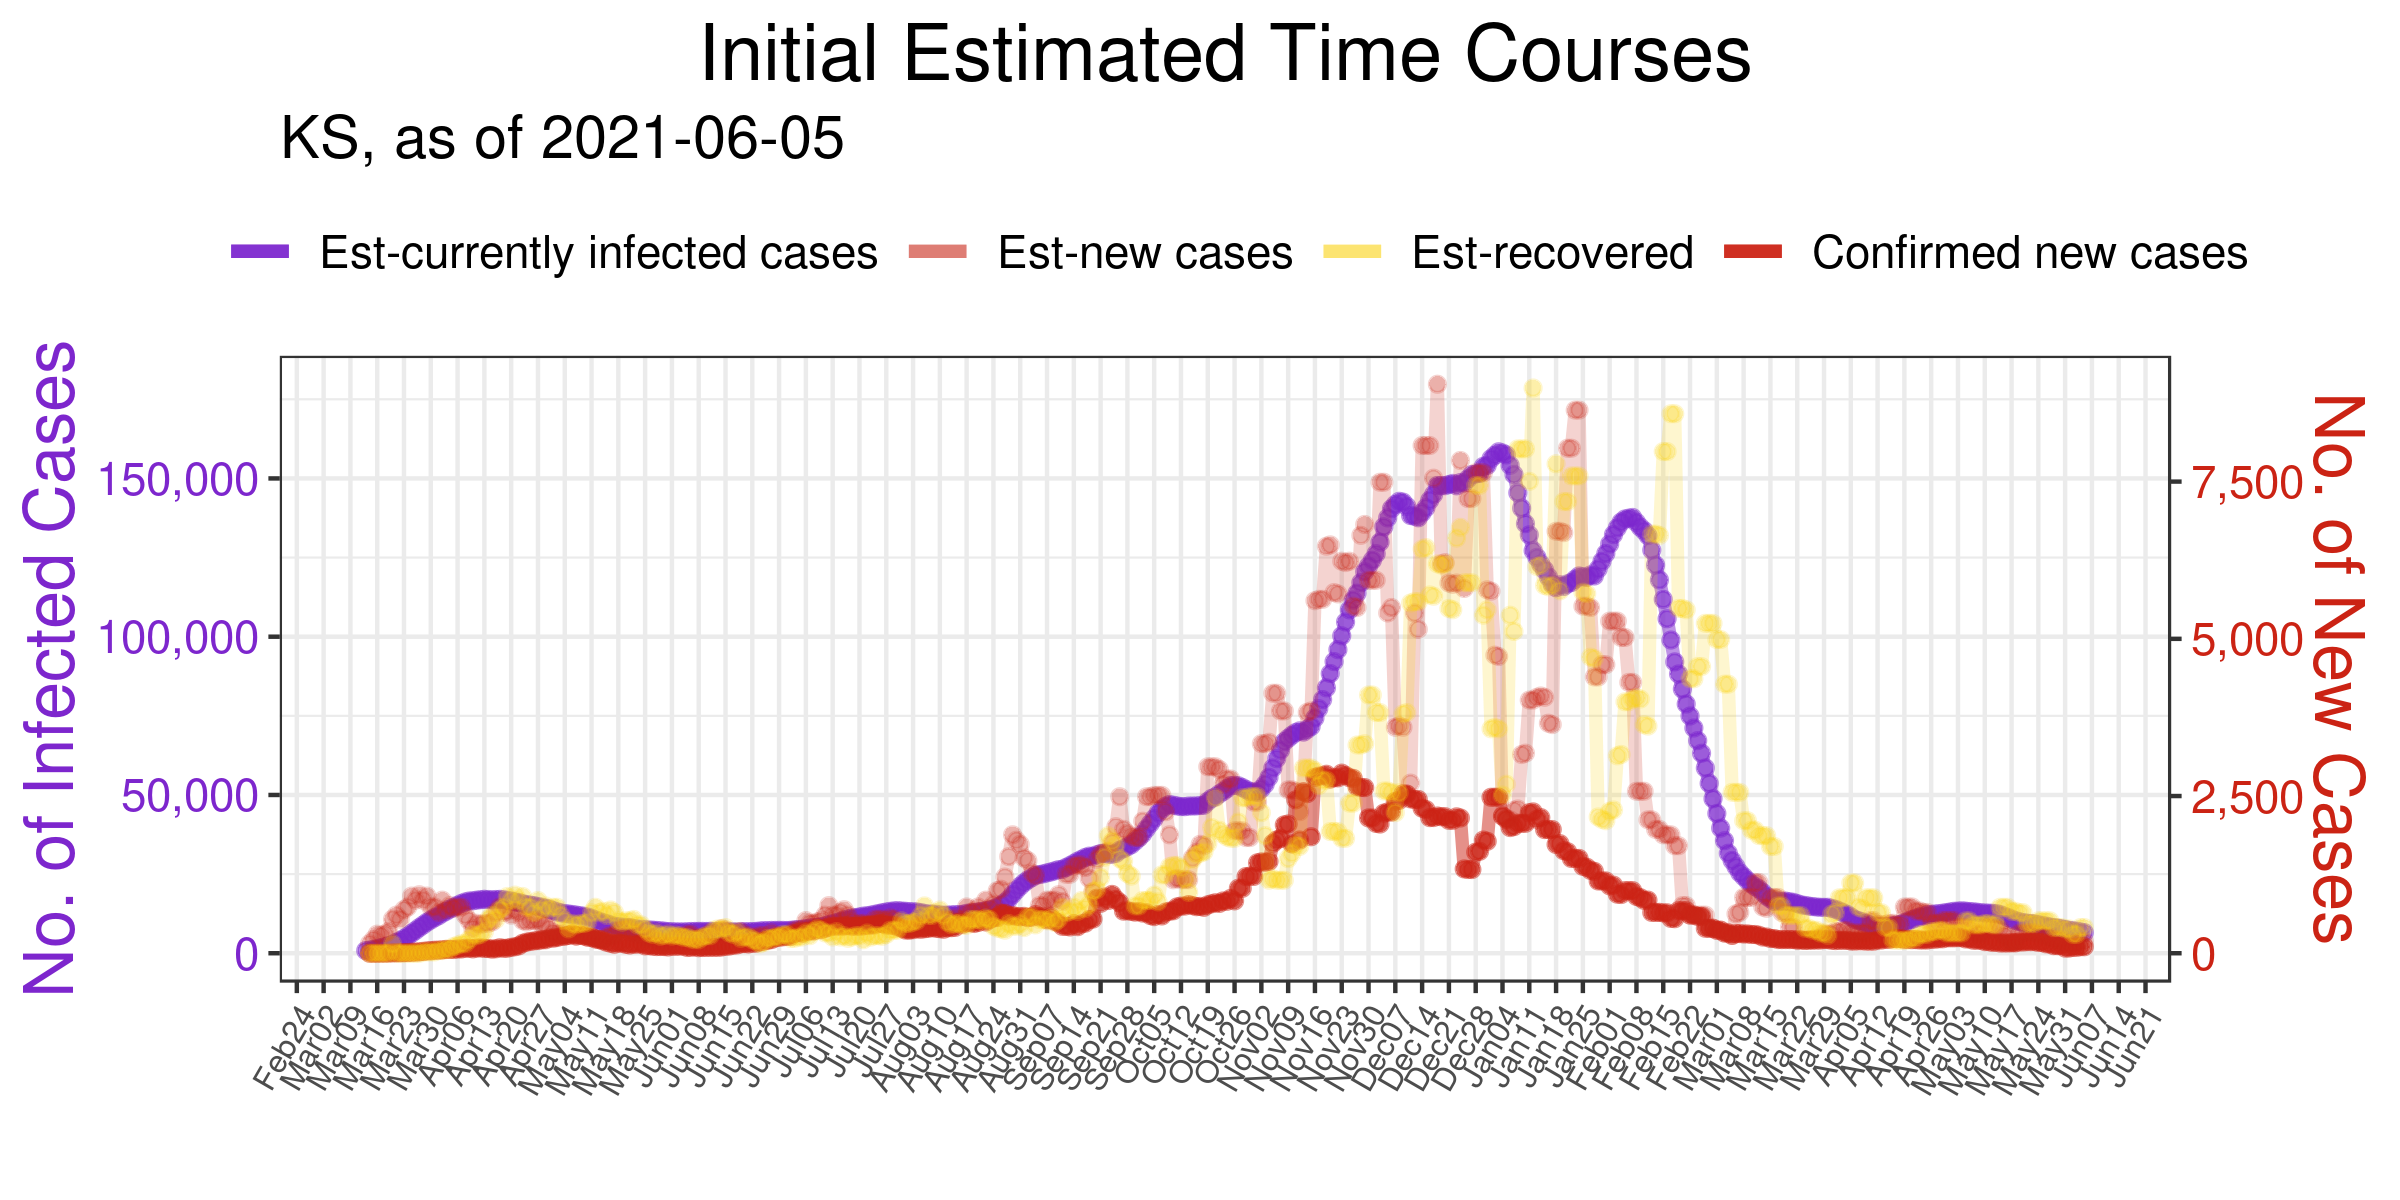 Initial Estimated Time Courses
KS, as of 2021-06-05
Est-currently infected cases Est-new cases Est-recovered Confirmed new cases
No. of Infected Cases
150,000
100,000
50,000
0
7,500
5,000
2,500
0
No. of New Cases
Feb24 Mar02 Mar09 Mar16 Mar23 Mar30 Apr06 Apr13 Apr20 Apr27 May04 May11 May18 May25 Jun01 Jun08 Jun15 Jun22 Jun29 Jul06 Jul13 Jul20 Jul27 Aug03 Aug10 Aug17 Aug24 Aug31 Sep07 Sep14 Sep21 Sep28 Oct05 Oct12 Oct19 Oct26 Nov02 Nov09 Nov16 Nov23 Nov30 Dec07 Dec14 Dec21 Dec28 Jan04 Jan11 Jan18 Jan25 Feb01 Feb08 Feb15 Feb22 Mar01 Mar08 Mar15 Mar22 Mar29 Apr05 Apr12 Apr19 Apr26 May03 May10 May17 May24 May31 Jun07 Jun14 Jun21